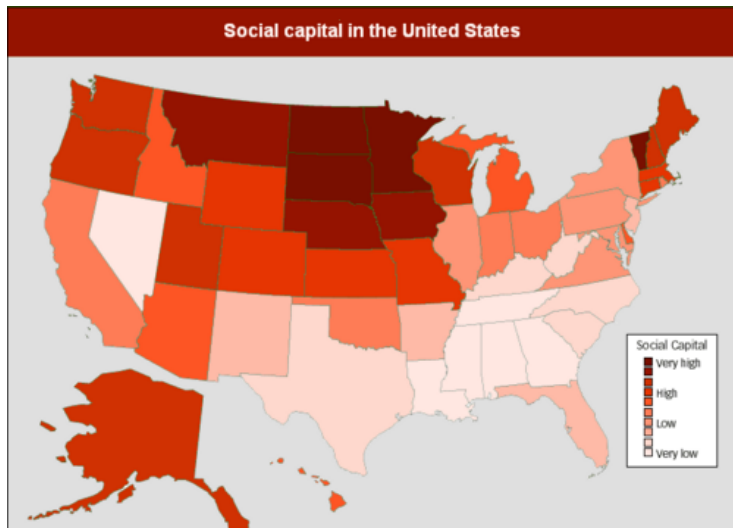 Social capital in the United States
Social Capital
Very high
High
Low
Very low